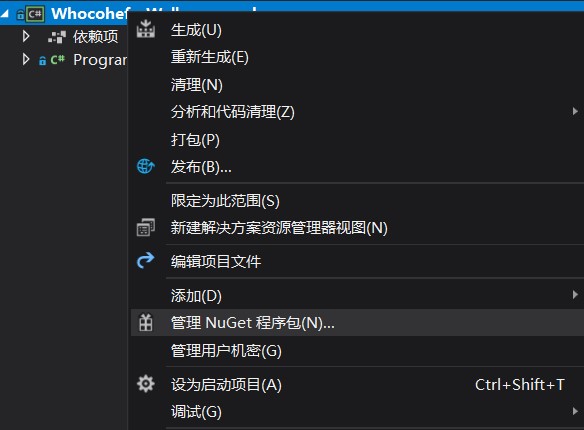 C# Whocohefe
生成(U)
依赖项
重新生成(E)
C# Program
清理(N)
分析和代码清理(Z)
打包(P)
发布(B)...
限定为此范围(S)
新建解决方案资源管理器视图(N)
编辑项目文件
添加(D)
管理 NuGet 程序包(N)...
管理用户机密(G)
设为启动项目(A) Ctrl+Shift+T
调试(G)